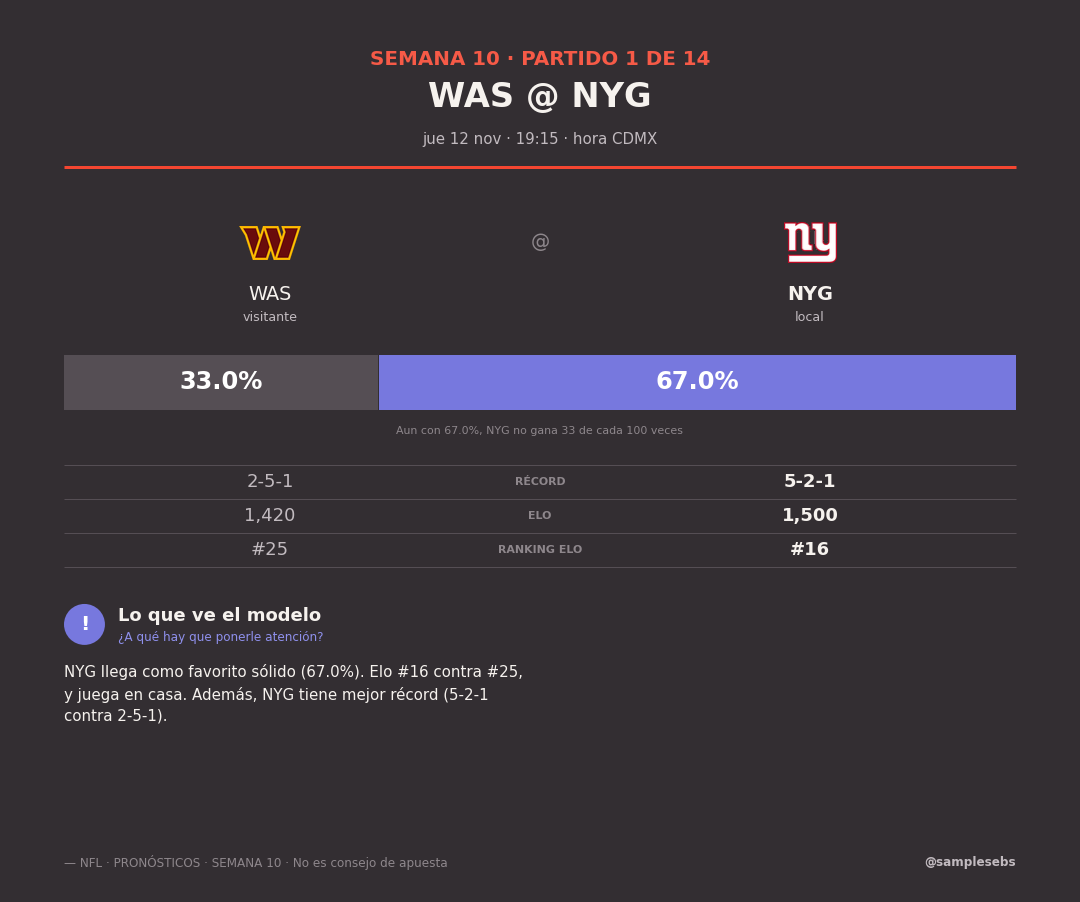 SEMANA 10 · PARTIDO 1 DE 14
WAS @ NYG
jue 12 nov · 19:15 · hora CDMX
W
@
ny
WAS
NYG
visitante
local
33.0%
67.0%
Aun con 67.0%, NYG no gana 33 de cada 100 veces
2-5-1 RÉCORD 5-2-1
1,420 ELO 1,500
#25 RANKING ELO #16
!
Lo que ve el modelo
¿A qué hay que ponerle atención?
NYG llega como favorito sólido (67.0%). Elo #16 contra #25,
y juega en casa. Además, NYG tiene mejor récord (5-2-1
contra 2-5-1).
— NFL · PRONÓSTICOS · SEMANA 10 · No es consejo de apuesta
@samplesebs